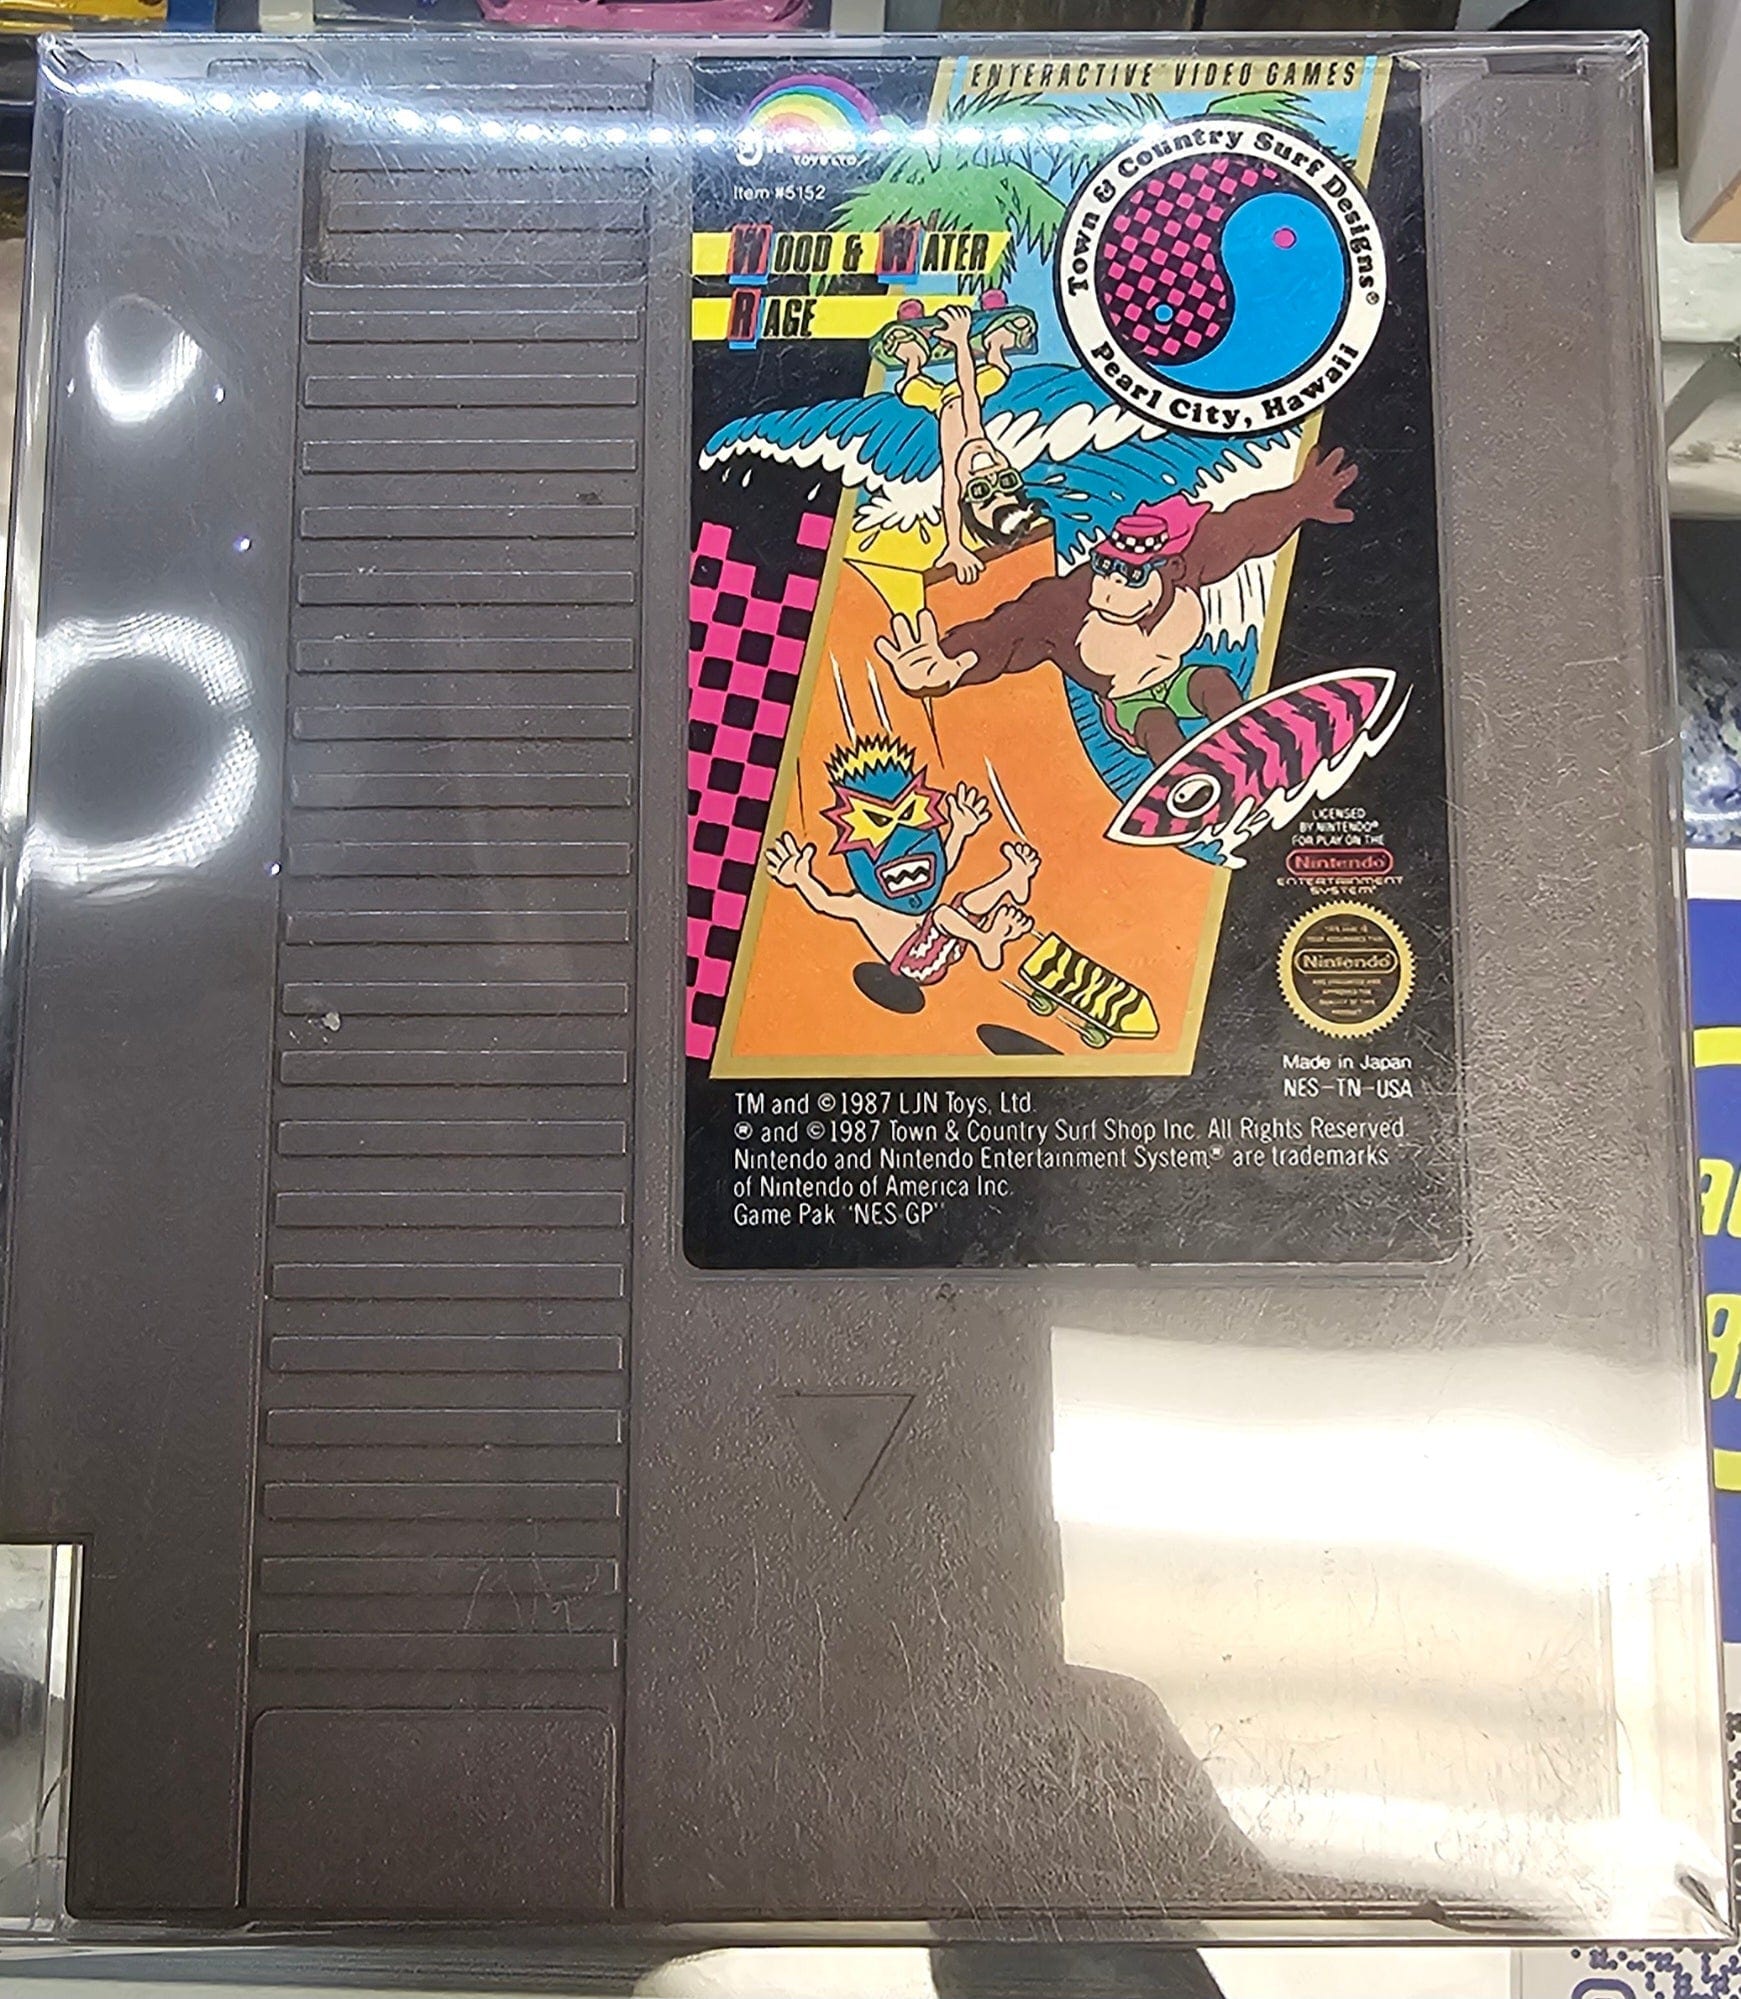 ENTERACTIVE VIDEO GAMES
TOYS LTD
Item #5152
WOOD & WATER
RAGE
Town & Country Surf Designs®
Pearl City, Hawaii
LICENSED
BY NINTENDO®
FOR PLAY ON THE
Nintendo
ENTERTAINMENT
SYSTEM
Nintendo
Made in Japan
NES-TN-USA
TM and ©1987 LJN Toys, Ltd.
® and ©1987 Town & Country Surf Shop Inc. All Rights Reserved
Nintendo and Nintendo Entertainment System® are trademarks
of Nintendo of America Inc.
Game Pak "NES-GP"